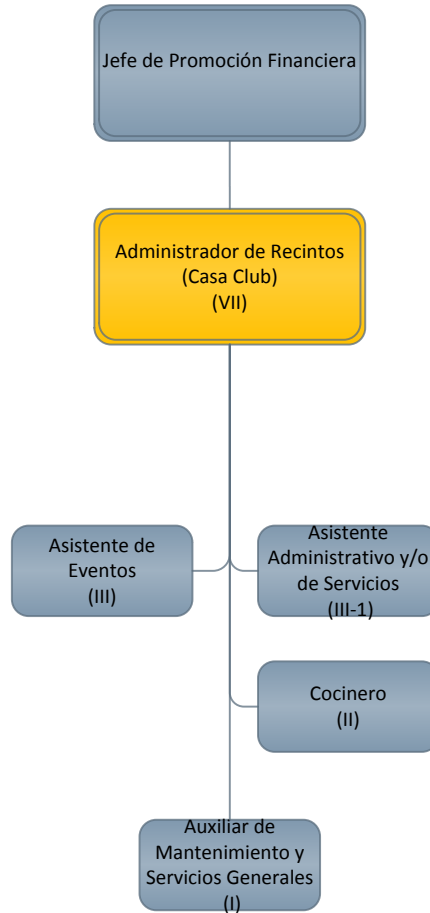 Jefe de Promoción Financiera
Administrador de Recintos
(Casa Club)
(VII)
Asistente de
Eventos
(III)
Asistente
Administrativo y/o
de Servicios
(III-1)
Cocinero
(II)
Auxiliar de
Mantenimiento y
Servicios Generales
(I)